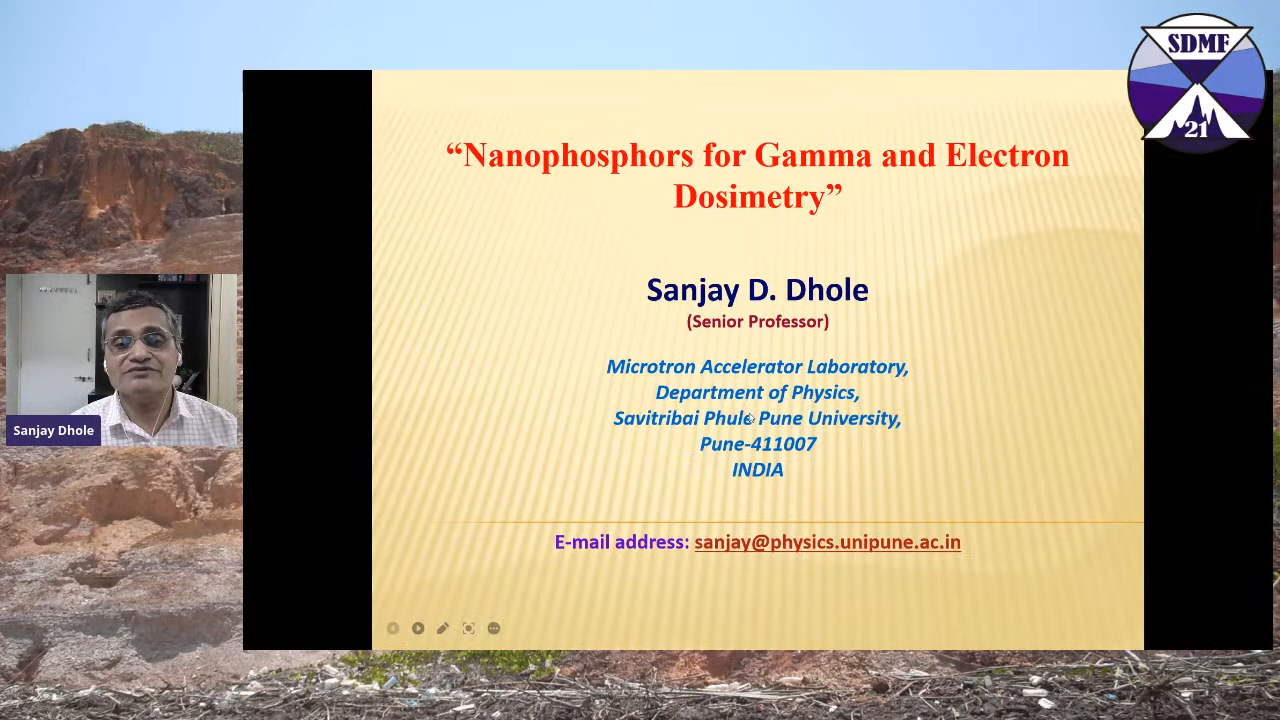 SDMF
21
“Nanophosphors for Gamma and Electron
Dosimetry”
Sanjay D. Dhole
(Senior Professor)
Microtron Accelerator Laboratory,
Department of Physics,
Savitribai Phule Pune University,
Pune-411007
INDIA
E-mail address: sanjay@physics.unipune.ac.in
Sanjay Dhole